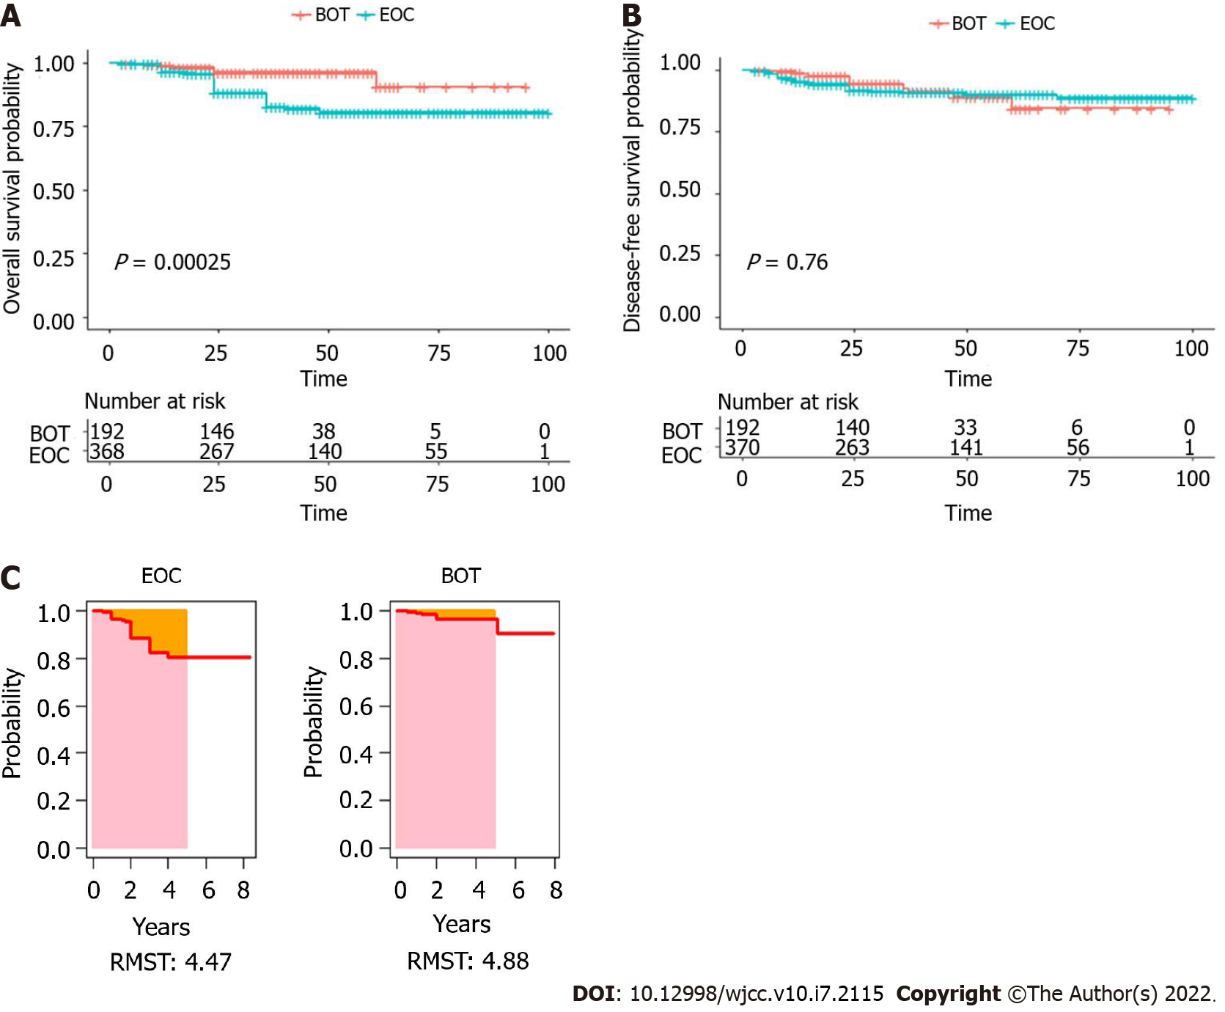 A
BOT EOC
Overall survival probability
1.00
0.75
0.50
0.25
0.00
P = 0.00025
0 25 50 75 100
Time
Number at risk
BOT 192 146 38 5 0
EOC 368 267 140 55 1
0 25 50 75 100
Time
B
BOT EOC
Disease-free survival probability
1.00
0.75
0.50
0.25
0.00
P = 0.76
0 25 50 75 100
Time
Number at risk
BOT 192 140 33 6 0
EOC 370 263 141 56 1
0 25 50 75 100
Time
C
EOC
Probability
1.0
0.8
0.6
0.4
0.2
0.0
0 2 4 6 8
Years
RMST: 4.47
BOT
Probability
1.0
0.8
0.6
0.4
0.2
0.0
0 2 4 6 8
Years
RMST: 4.88
DOI: 10.12998/wjcc.v10.i7.2115 Copyright ©The Author(s) 2022.